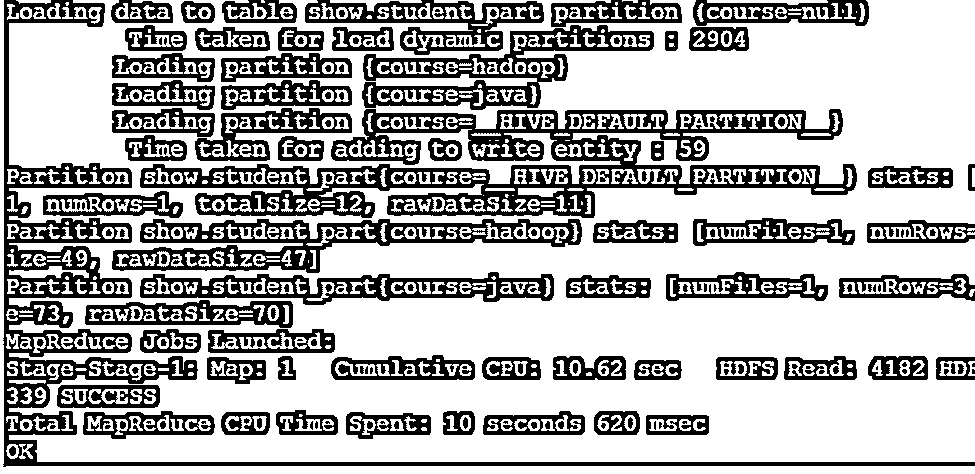 Loading data to table show.student_part partition (course=null)
Time taken for load dynamic partitions : 2904
Loading partition {course=hadoop}
Loading partition {course=java}
Loading partition {course=__HIVE_DEFAULT_PARTITION__}
Time taken for adding to write entity : 59
Partition show.student_part{course=__HIVE_DEFAULT_PARTITION__} stats: [
1, numRows=1, totalSize=12, rawDataSize=11]
Partition show.student_part{course=hadoop} stats: [numFiles=1, numRows=
ize=49, rawDataSize=47]
Partition show.student_part{course=java} stats: [numFiles=1, numRows=3,
e=73, rawDataSize=70]
MapReduce Jobs Launched:
Stage-Stage-1: Map: 1 Cumulative CPU: 10.62 sec HDFS Read: 4182 HDF
339 SUCCESS
Total MapReduce CPU Time Spent: 10 seconds 620 msec
OK